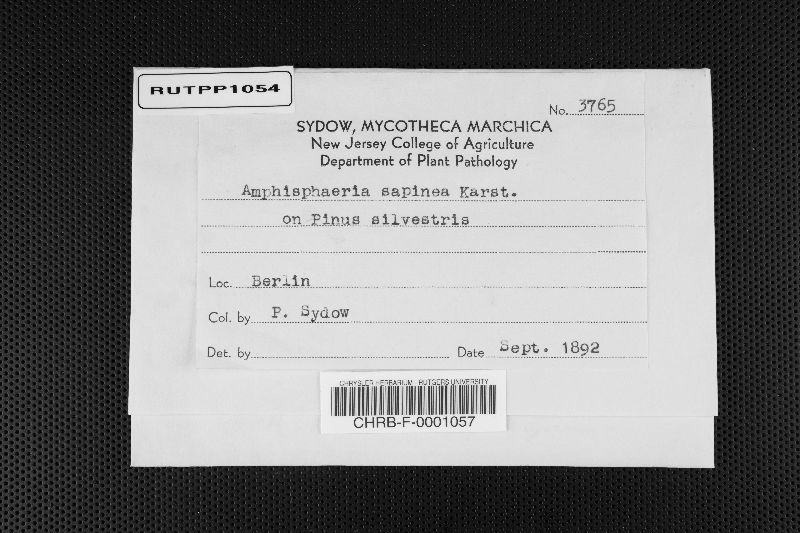 RUTPP1054
No. 3765
SYDOW, MYCOTHECA MARCHICA
New Jersey College of Agriculture
Department of Plant Pathology
Amphisphaeria sapinea Karst.
on Pinus silvestris
Loc. Berlin
Col. by P. Sydow
Det. by Date Sept. 1892
CHRYSLER HERBARIUM - RUTGERS UNIVERSITY
CHRB-F-0001057